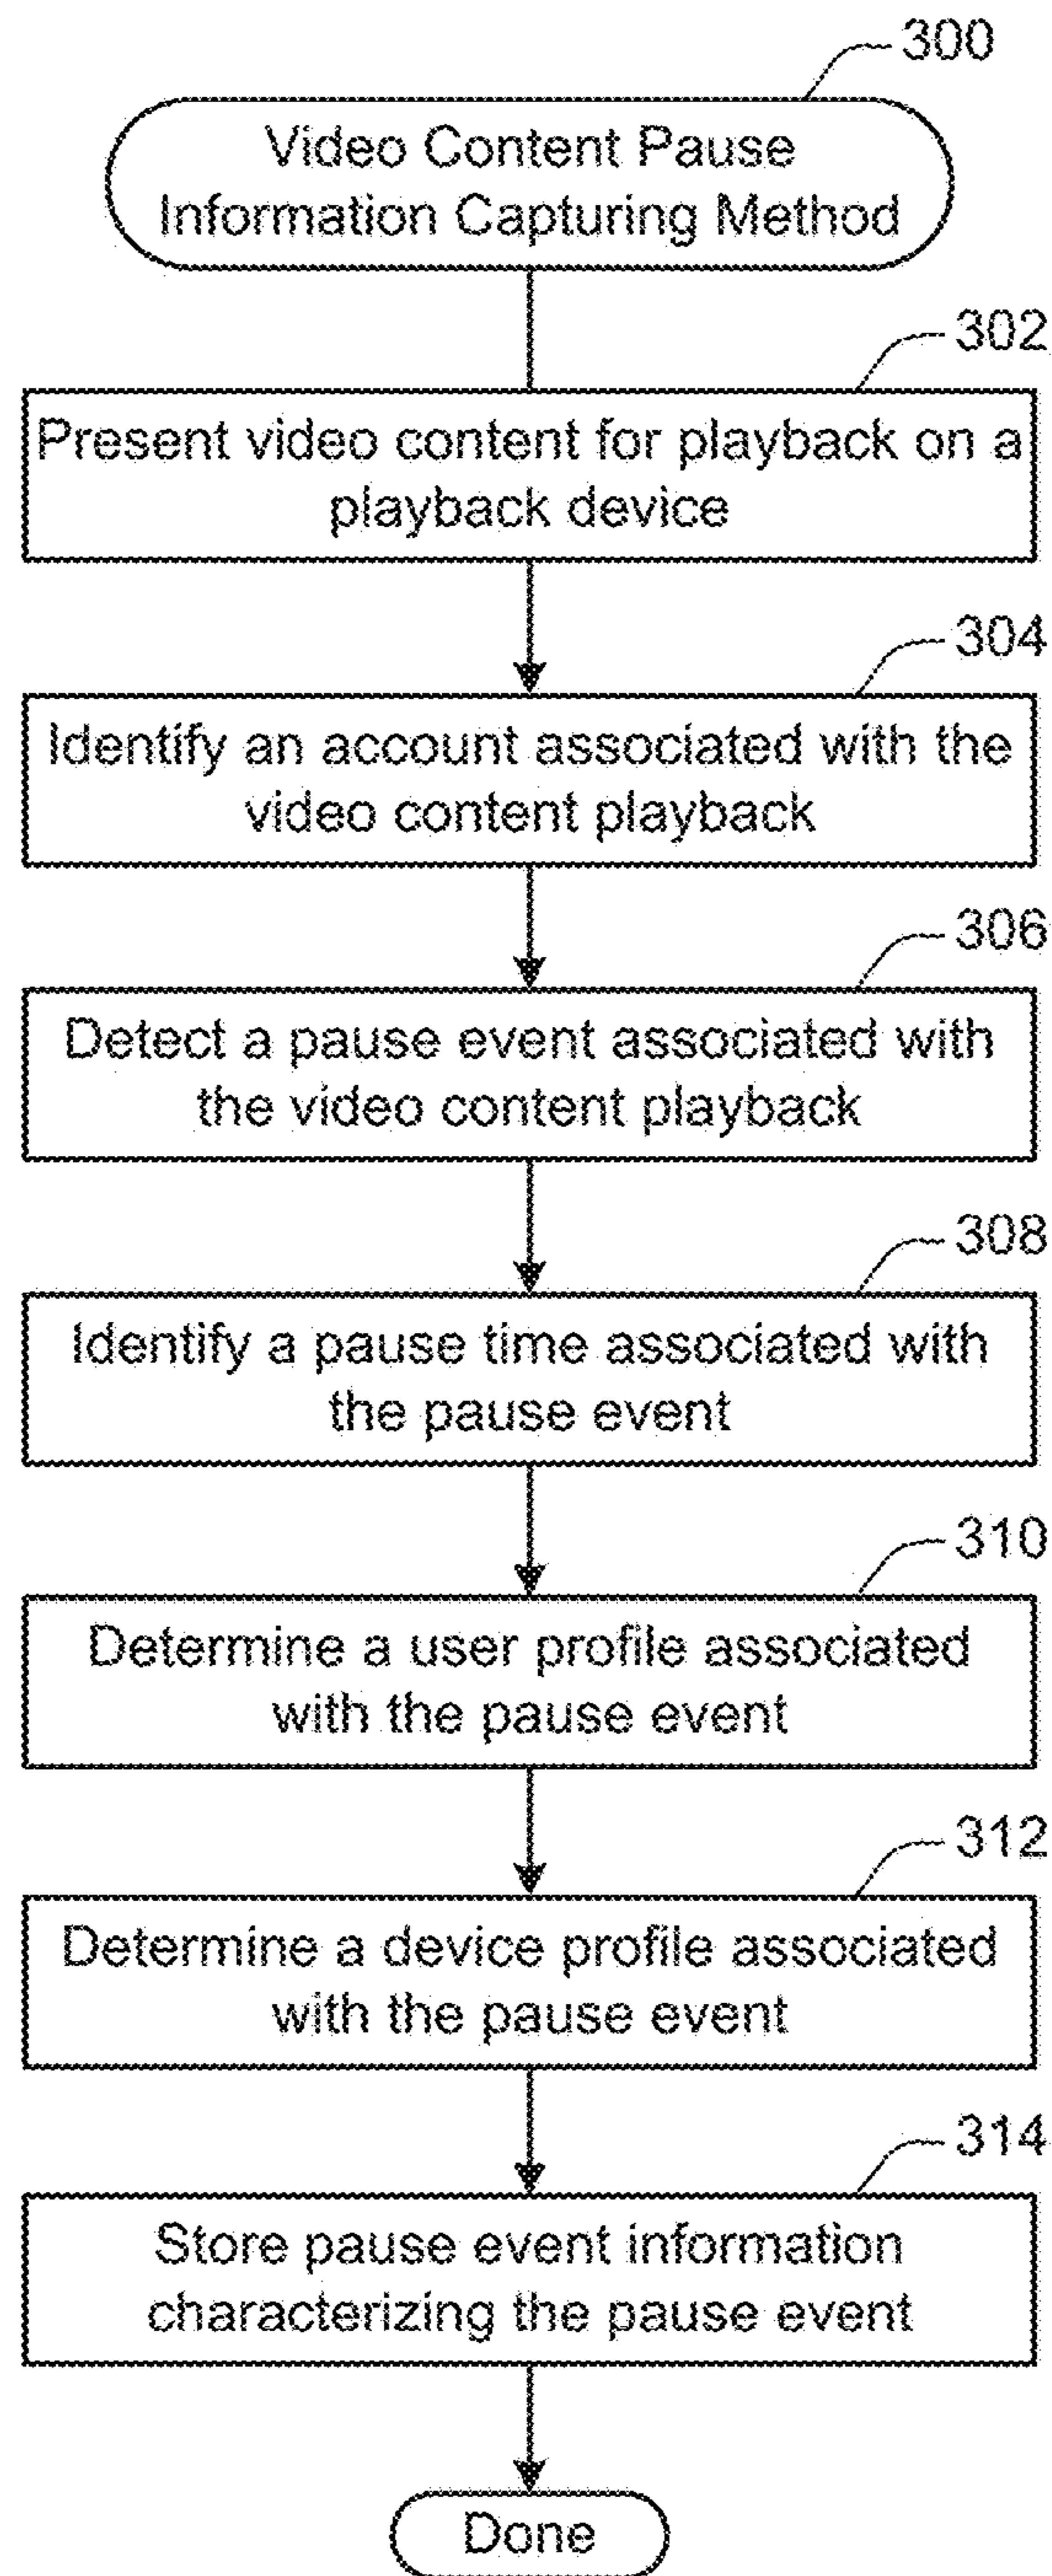 300
Video Content Pause
Information Capturing Method
302
Present video content for playback on a
playback device
304
Identify an account associated with the
video content playback
306
Detect a pause event associated with
the video content playback
308
Identify a pause time associated with
the pause event
310
Determine a user profile associated
with the pause event
312
Determine a device profile associated
with the pause event
314
Store pause event information
characterizing the pause event
Done